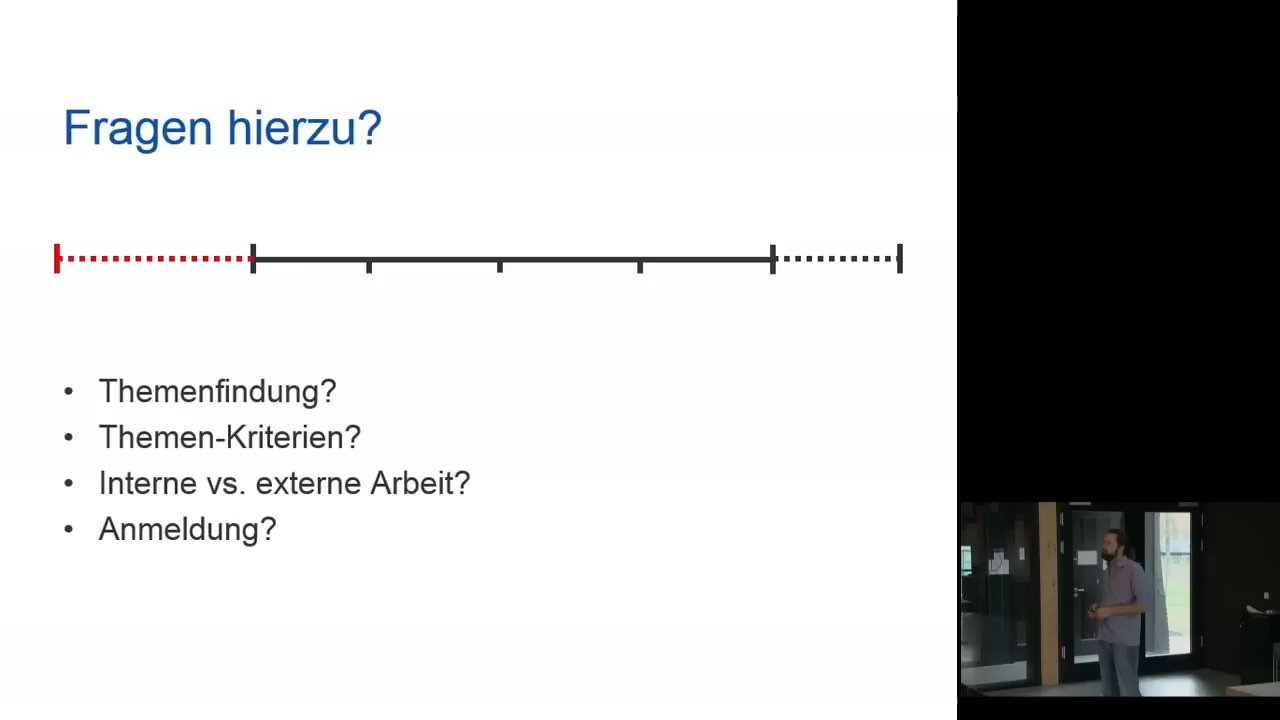 Fragen hierzu?
• Themenfindung?
• Themen-Kriterien?
• Interne vs. externe Arbeit?
• Anmeldung?